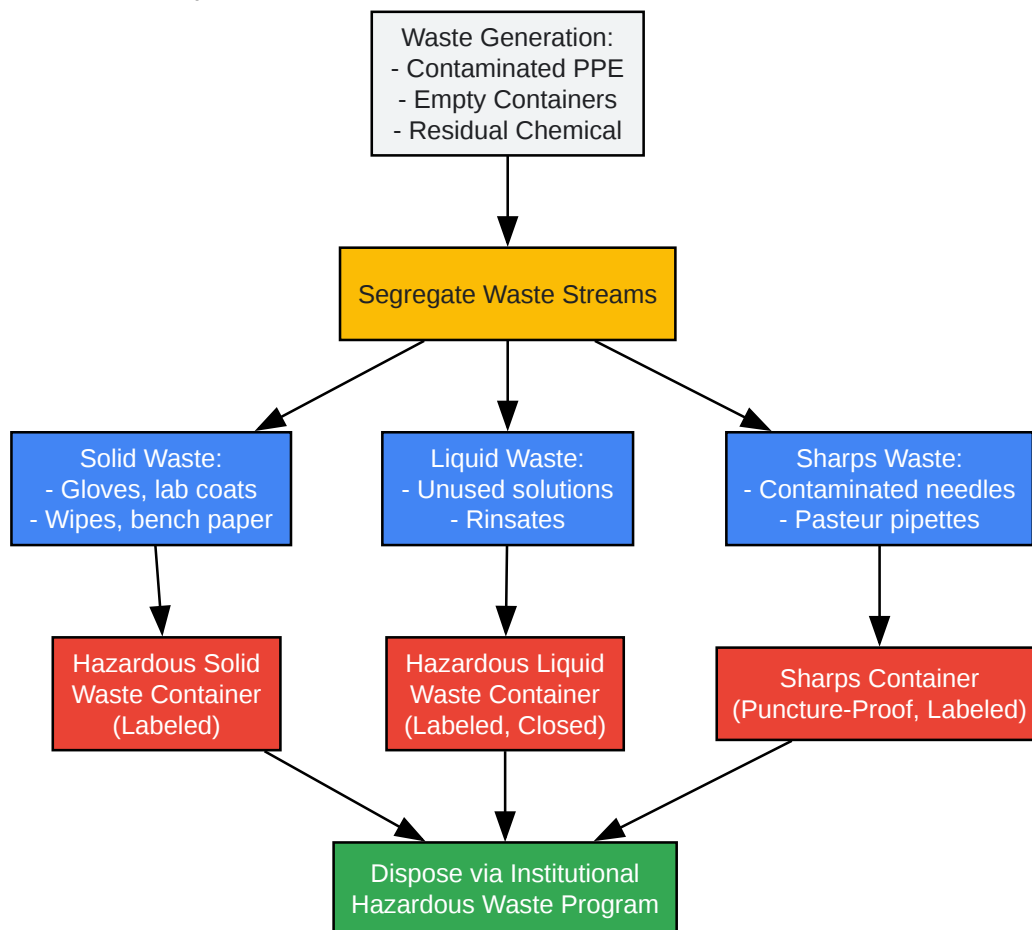 Waste Generation:
- Contaminated PPE
- Empty Containers
- Residual Chemical
Segregate Waste Streams
Solid Waste:
- Gloves, lab coats
- Wipes, bench paper
Liquid Waste:
- Unused solutions
- Rinsates
Sharps Waste:
- Contaminated needles
- Pasteur pipettes
Hazardous Solid
Waste Container
(Labeled)
Hazardous Liquid
Waste Container
(Labeled, Closed)
Sharps Container
(Puncture-Proof, Labeled)
Dispose via Institutional
Hazardous Waste Program